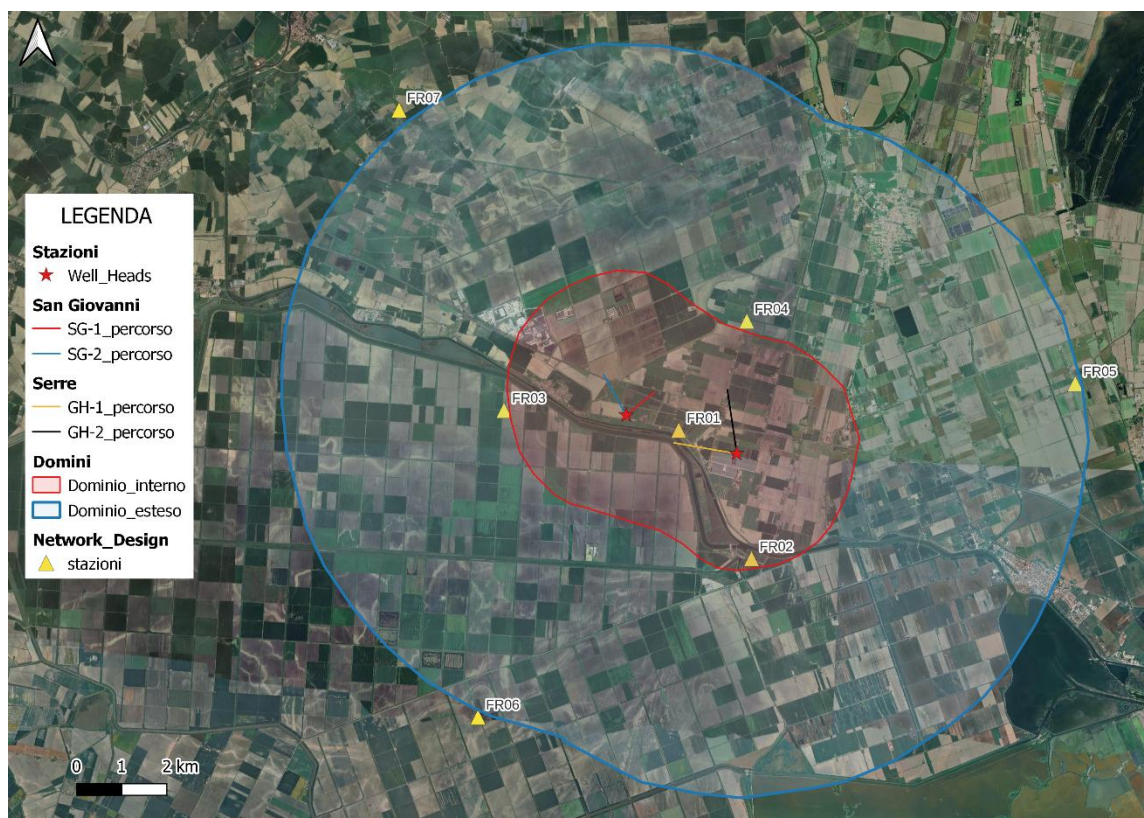 FR07
LEGENDA
Stazioni
Well_Heads
San Giovanni
SG-1_percorso
SG-2_percorso
Serre
GH-1_percorso
GH-2_percorso
Domini
Dominio_interno
Dominio_esteso
Network_Design
stazioni
FR04
FR05
FR03
FR01
FR02
FR06
0 1 2 km